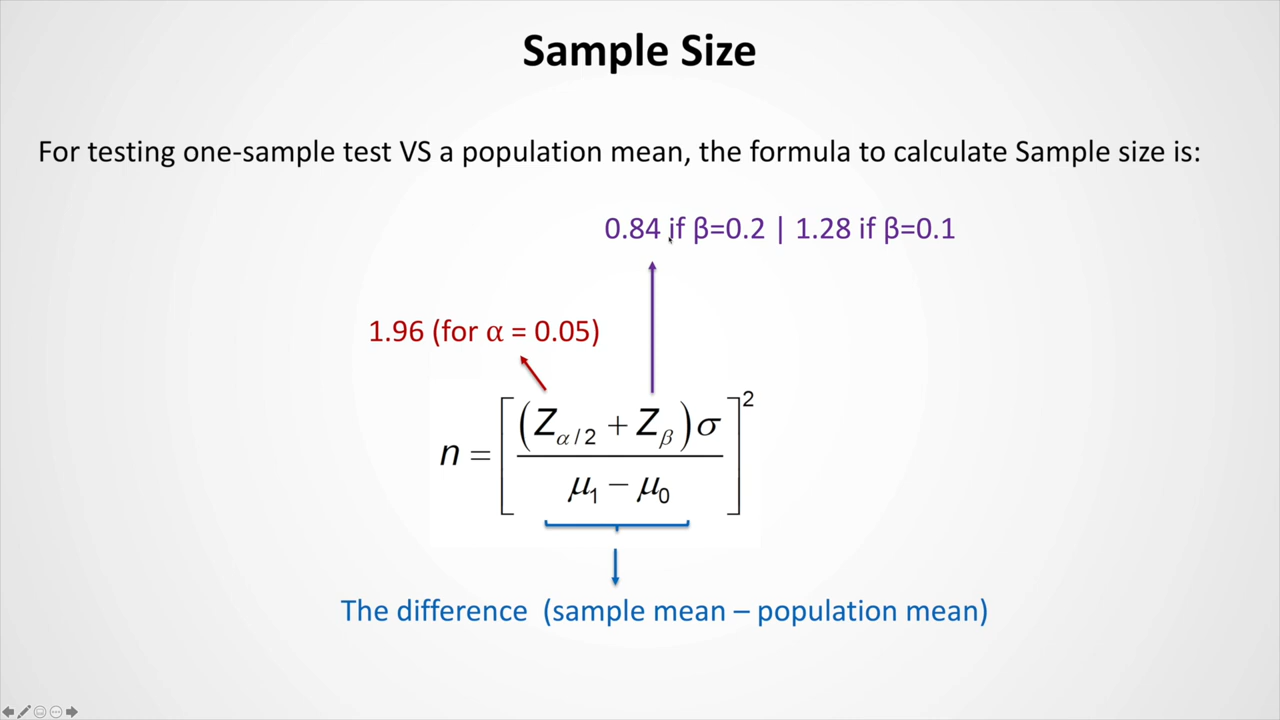 Sample Size
For testing one-sample test VS a population mean, the formula to calculate Sample size is:
0.84 if β=0.2 | 1.28 if β=0.1
1.96 (for α = 0.05)
n = [ (Z_{α/2} + Z_β) σ / μ₁ − μ₀ ]²
The difference (sample mean – population mean)